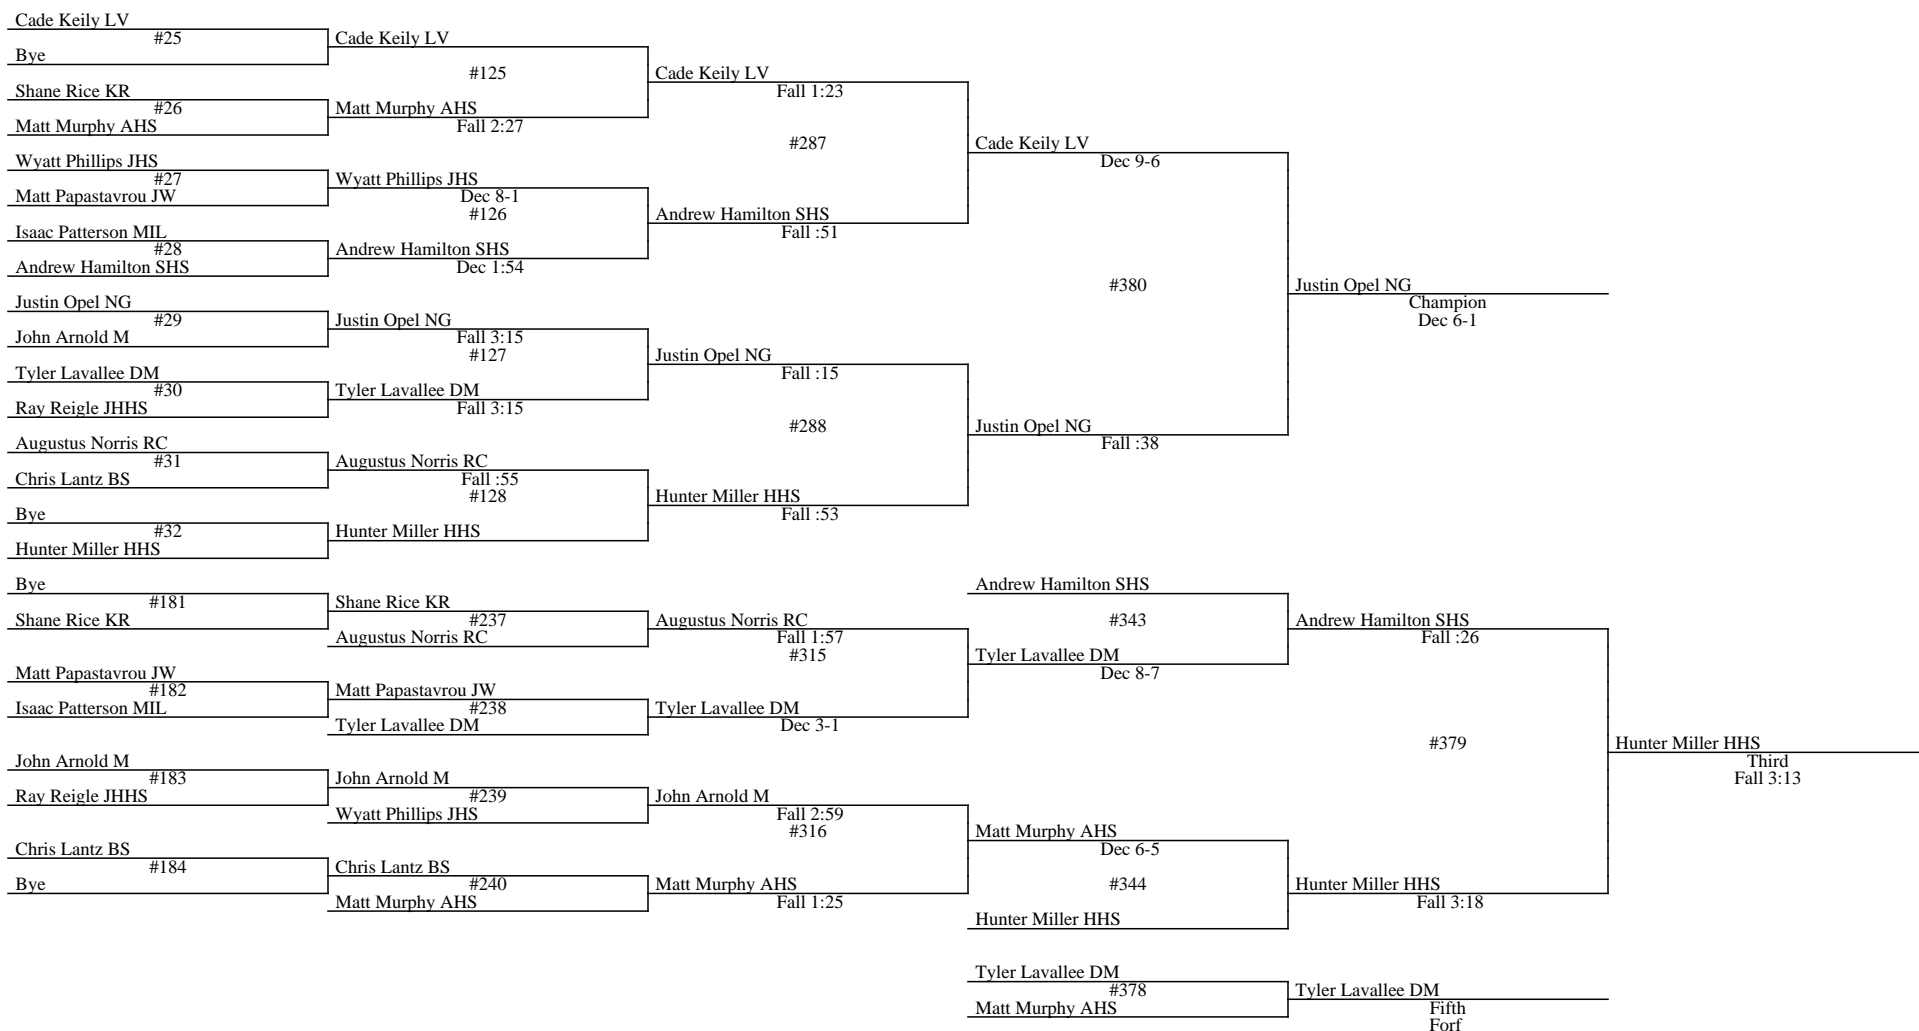 Cade Keily LV
#25
Bye
Cade Keily LV
#125
Shane Rice KR
#26
Matt Murphy AHS
Matt Murphy AHS
Fall 2:27
Cade Keily LV
Fall 1:23
#287
Wyatt Phillips JHS
#27
Matt Papastavrou JW
Wyatt Phillips JHS
Dec 8-1
#126
Isaac Patterson MIL
#28
Andrew Hamilton SHS
Andrew Hamilton SHS
Dec 1:54
Andrew Hamilton SHS
Fall :51
Cade Keily LV
Dec 9-6
#380
Justin Opel NG
#29
John Arnold M
Justin Opel NG
Fall 3:15
#127
Tyler Lavallee DM
#30
Ray Reigle JHHS
Tyler Lavallee DM
Fall 3:15
Justin Opel NG
Fall :15
#288
Augustus Norris RC
#31
Chris Lantz BS
Augustus Norris RC
Fall :55
#128
Bye
#32
Hunter Miller HHS
Hunter Miller HHS
Hunter Miller HHS
Fall :53
Justin Opel NG
Fall :38
Justin Opel NG
Champion
Dec 6-1
Bye
#181
Shane Rice KR
Shane Rice KR
#237
Augustus Norris RC
Augustus Norris RC
Fall 1:57
#315
Matt Papastavrou JW
#182
Isaac Patterson MIL
Matt Papastavrou JW
#238
Tyler Lavallee DM
Tyler Lavallee DM
Dec 3-1
Andrew Hamilton SHS
#343
Tyler Lavallee DM
Dec 8-7
Andrew Hamilton SHS
Fall :26
#379
John Arnold M
#183
Ray Reigle JHHS
John Arnold M
#239
Wyatt Phillips JHS
John Arnold M
Fall 2:59
#316
Chris Lantz BS
#184
Bye
Chris Lantz BS
#240
Matt Murphy AHS
Matt Murphy AHS
Fall 1:25
Matt Murphy AHS
Dec 6-5
#344
Hunter Miller HHS
Hunter Miller HHS
Fall 3:18
Hunter Miller HHS
Third
Fall 3:13
Tyler Lavallee DM
#378
Matt Murphy AHS
Tyler Lavallee DM
Fifth
Forf